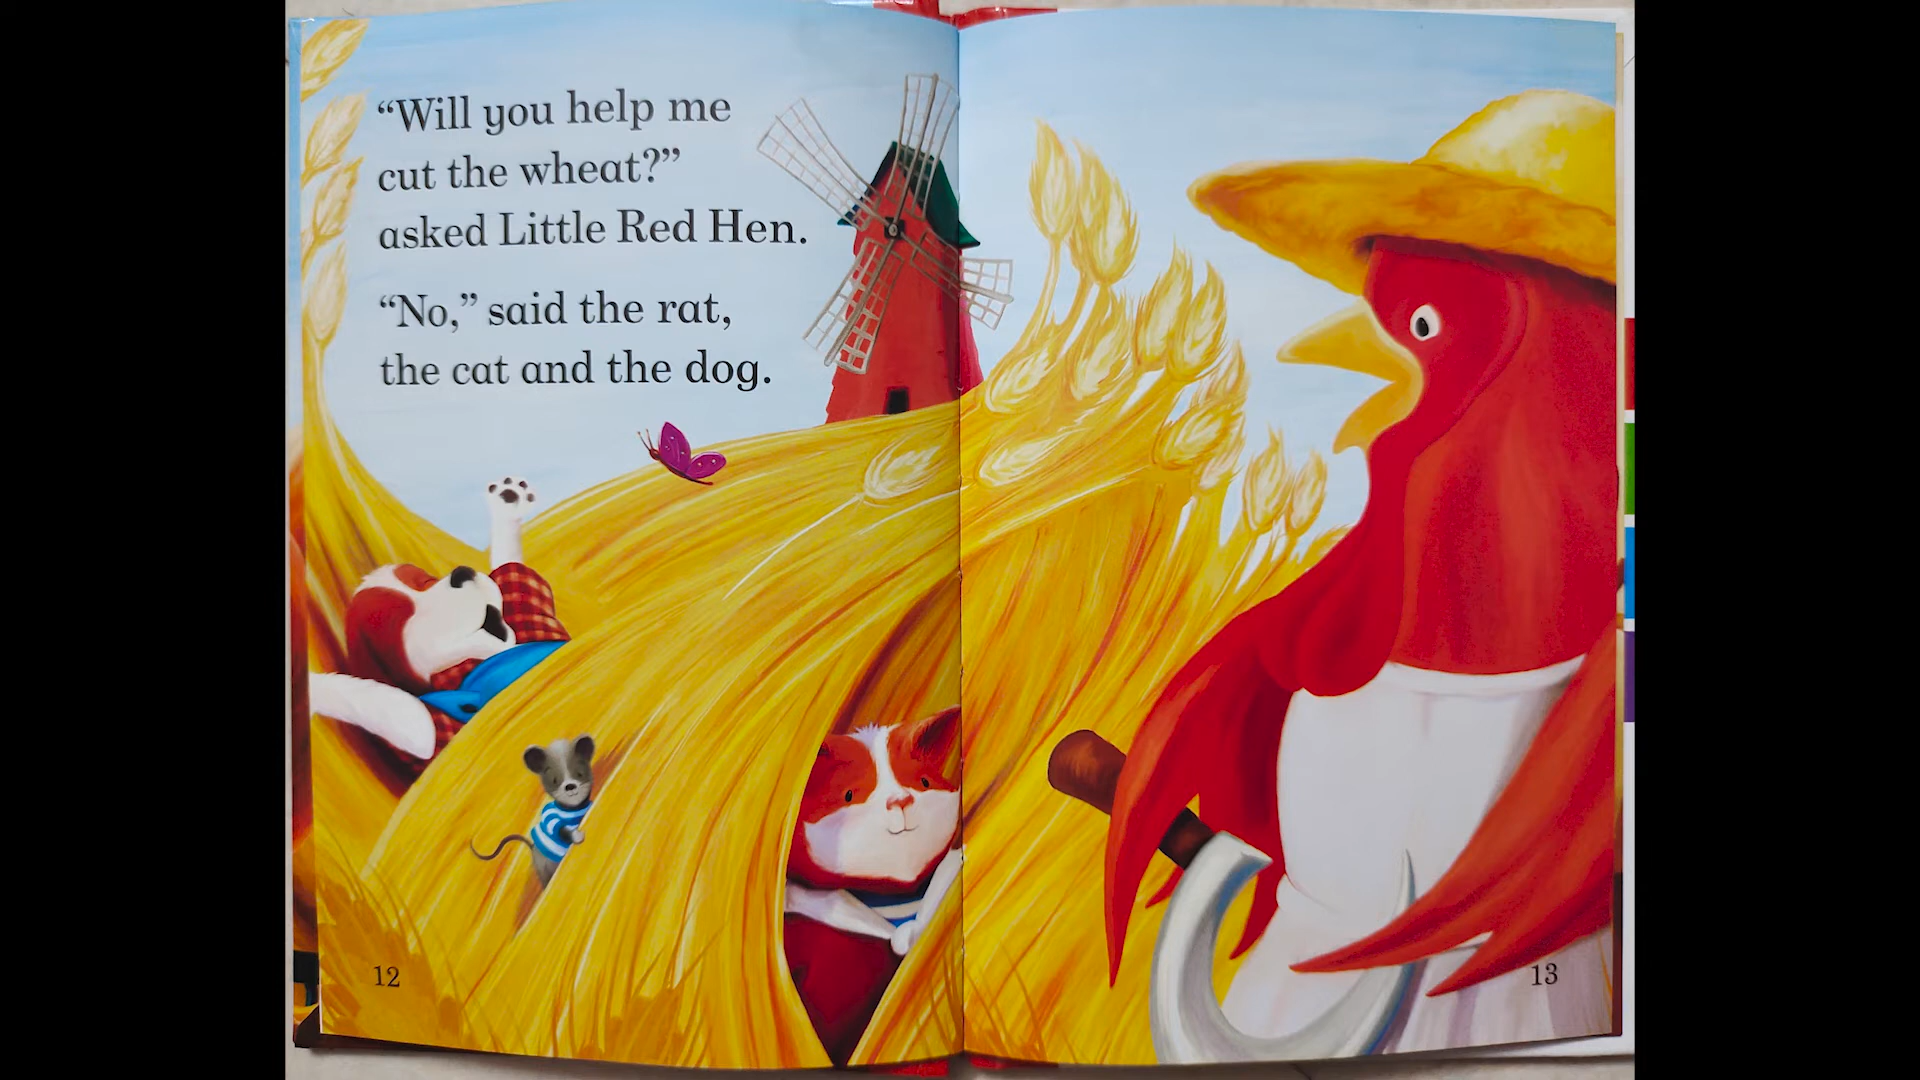 “Will you help me
cut the wheat?”
asked Little Red Hen.
“No,” said the rat,
the cat and the dog.
12
13